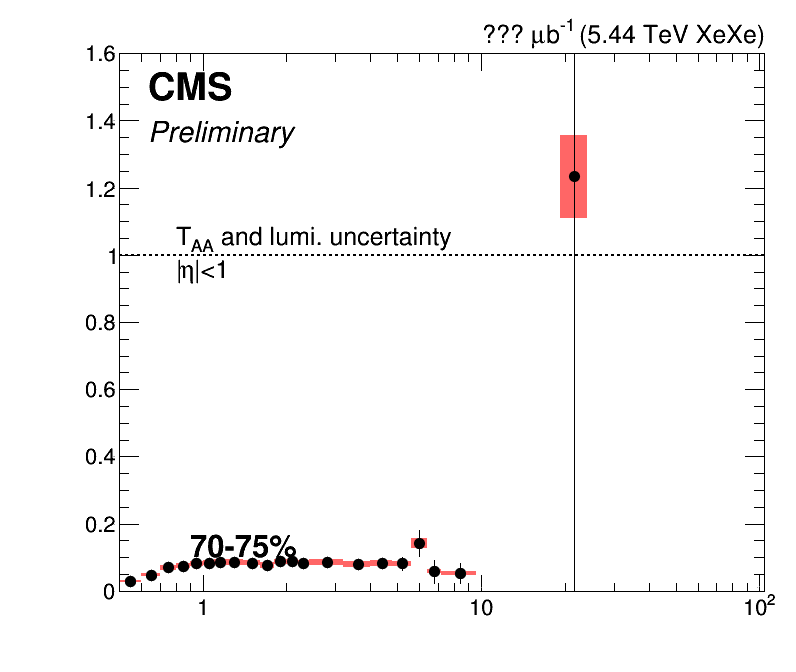 ??? μb⁻¹ (5.44 TeV XeXe)
CMS
Preliminary
T_AA and lumi. uncertainty
|η|<1
70-75%
1.6
1.4
1.2
1
0.8
0.6
0.4
0.2
0
1
10
10²